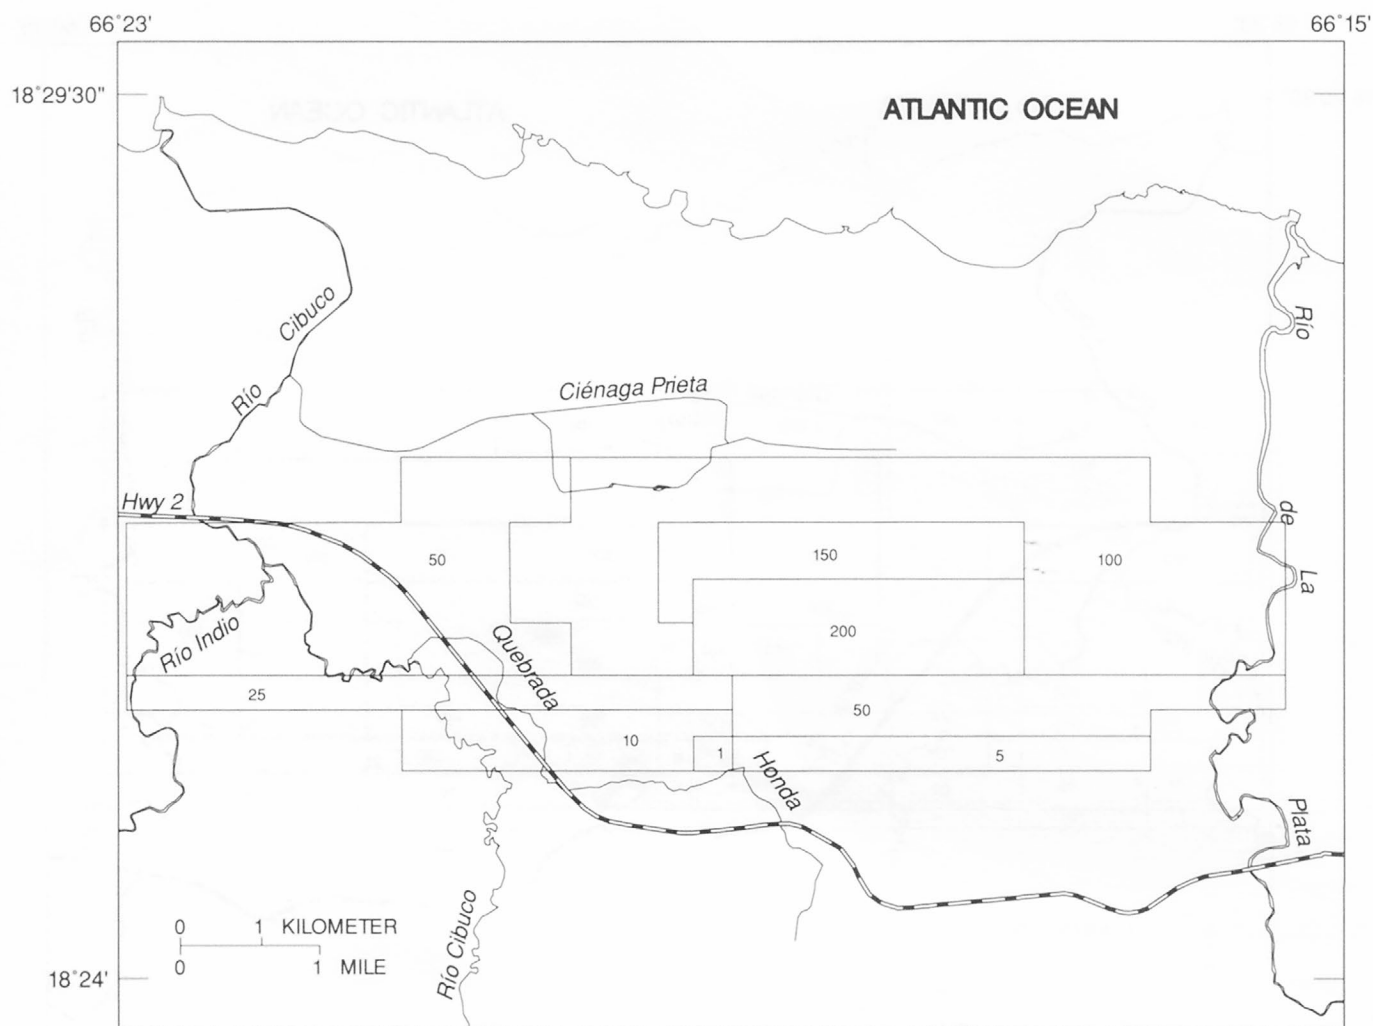 66°23'
66°15'
18°29'30"
ATLANTIC OCEAN
Río
Cibuco
Río
Ciénaga Prieta
Hwy 2
de
50
150
100
La
200
Río Indio
Quebrada
25
50
10
1
5
Honda
Plata
0 1 KILOMETER
0 1 MILE
Río Cibuco
18°24'